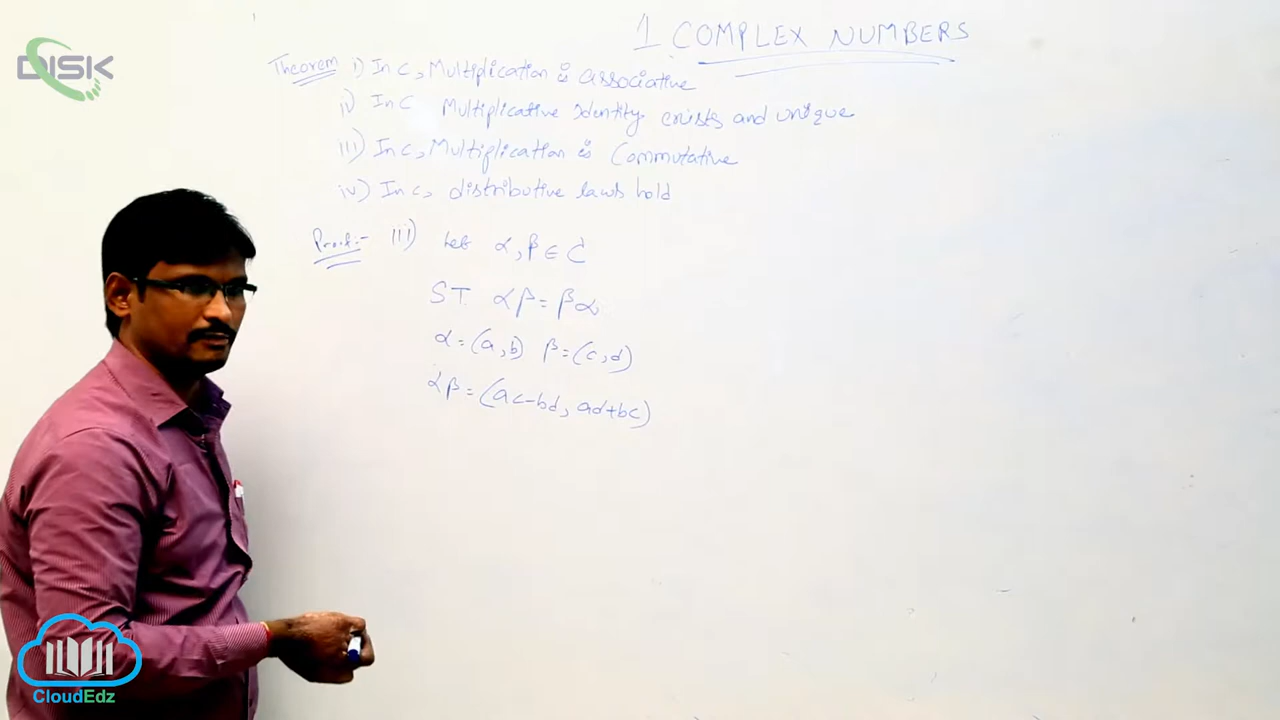 DISK
1 COMPLEX NUMBERS
Theorem i) In C, Multiplication is associative
ii) In C Multiplicative Identity exists and unique
iii) In C, Multiplication is Commutative
iv) In C, distributive laws hold
Proof:- iii) Let α, β ∈ C
S.T. αβ = βα
α = (a, b) β = (c, d)
αβ = (ac-bd, ad+bc)
CloudEdz